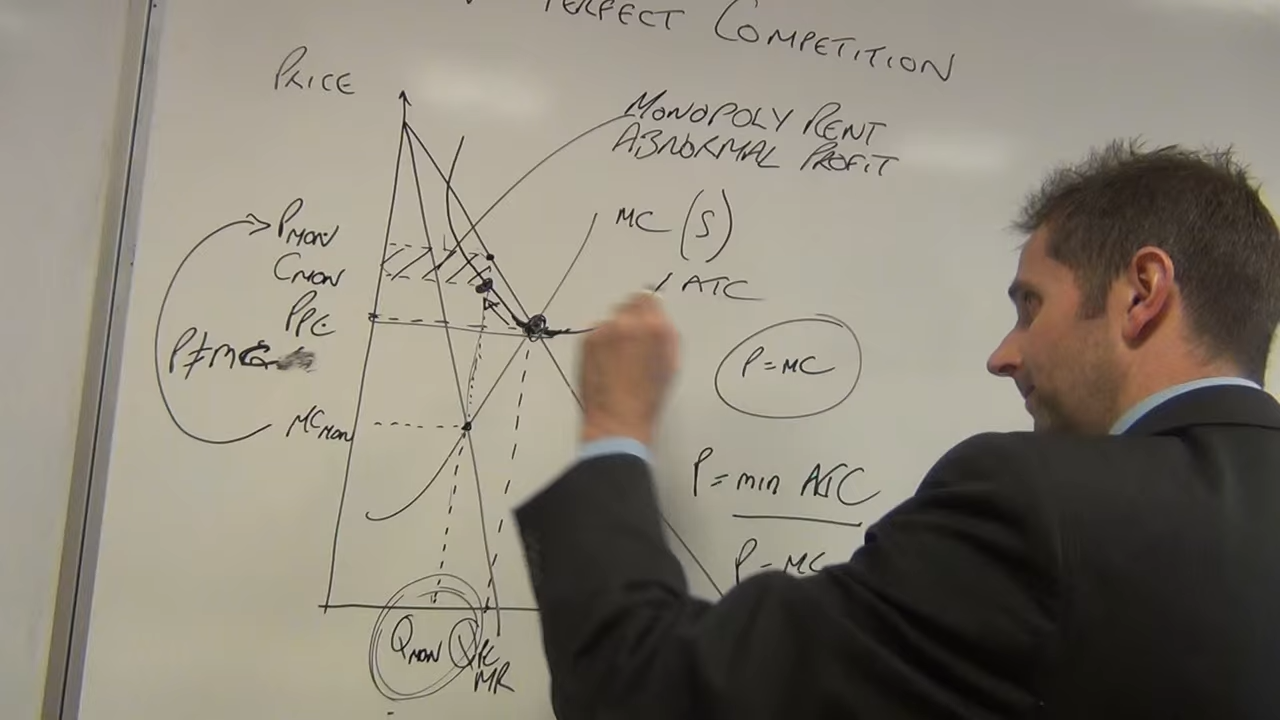 PERFECT COMPETITION
PRICE
MONOPOLY RENT
ABNORMAL PROFIT
PMON
CMON
PPC
P≠MC
MCMON
MC (S)
ATC
P=MC
P= min ATC
P=MC
QMON QPC
MR